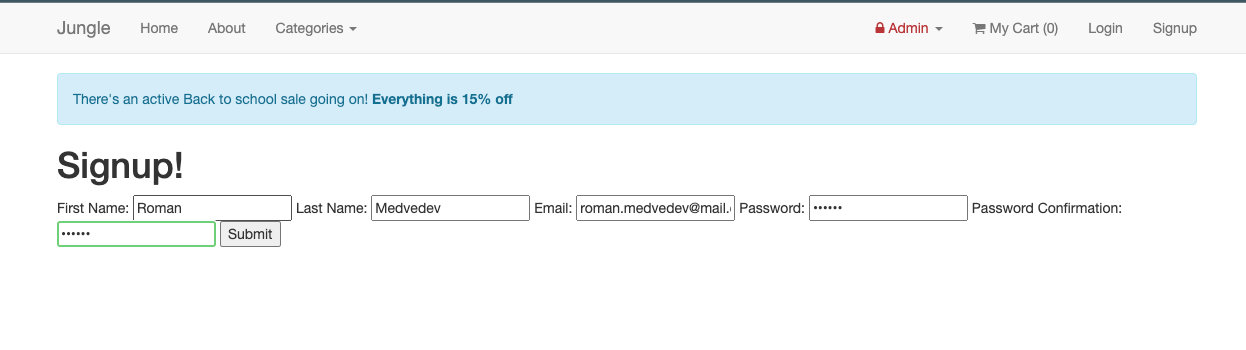 Jungle Home About Categories Admin My Cart (0) Login Signup
There's an active Back to school sale going on! Everything is 15% off
Signup!
First Name: Roman Last Name: Medvedev Email: roman.medvedev@mail. Password: •••••• Password Confirmation:
•••••• Submit